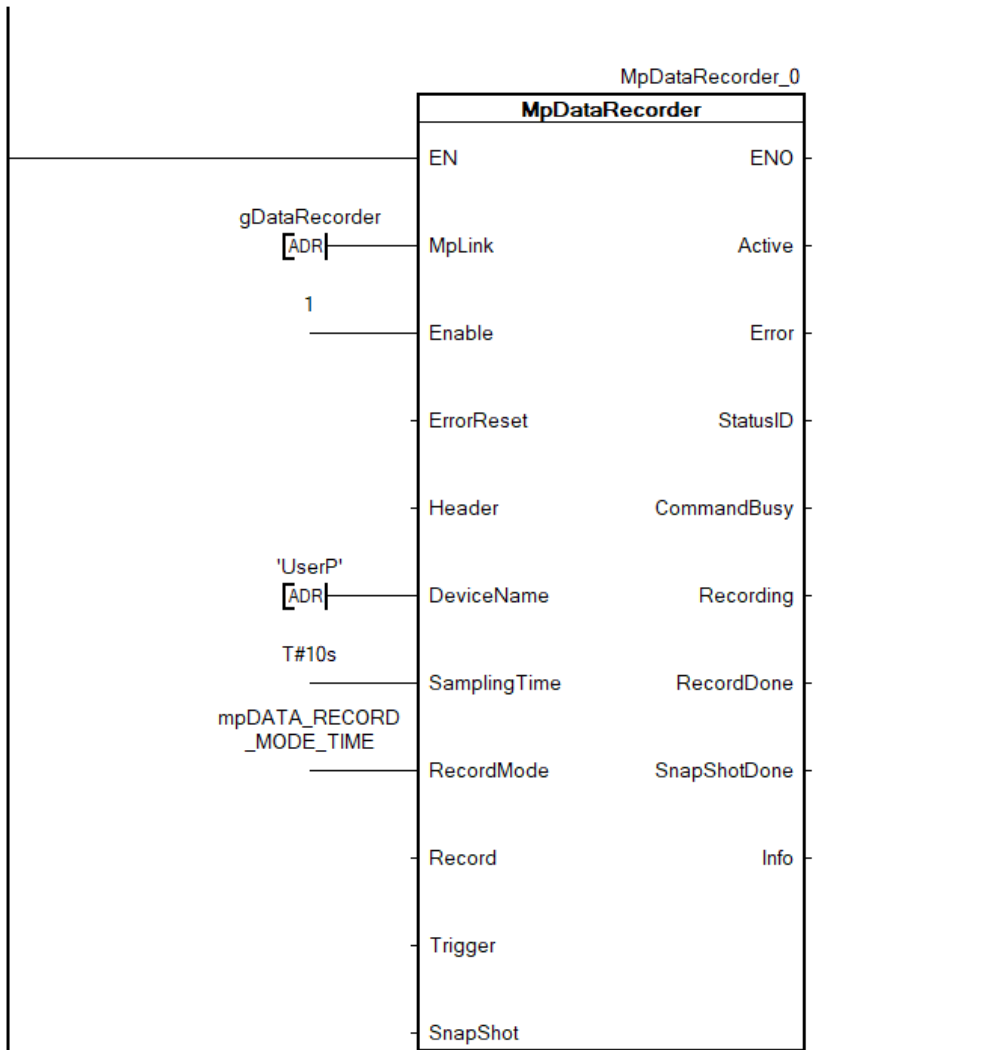 MpDataRecorder_0
MpDataRecorder
EN ENO
gDataRecorder
ADR MpLink Active
1
Enable Error
ErrorReset StatusID
Header CommandBusy
'UserP'
ADR DeviceName Recording
T#10s
SamplingTime RecordDone
mpDATA_RECORD
_MODE_TIME
RecordMode SnapShotDone
Record Info
Trigger
SnapShot